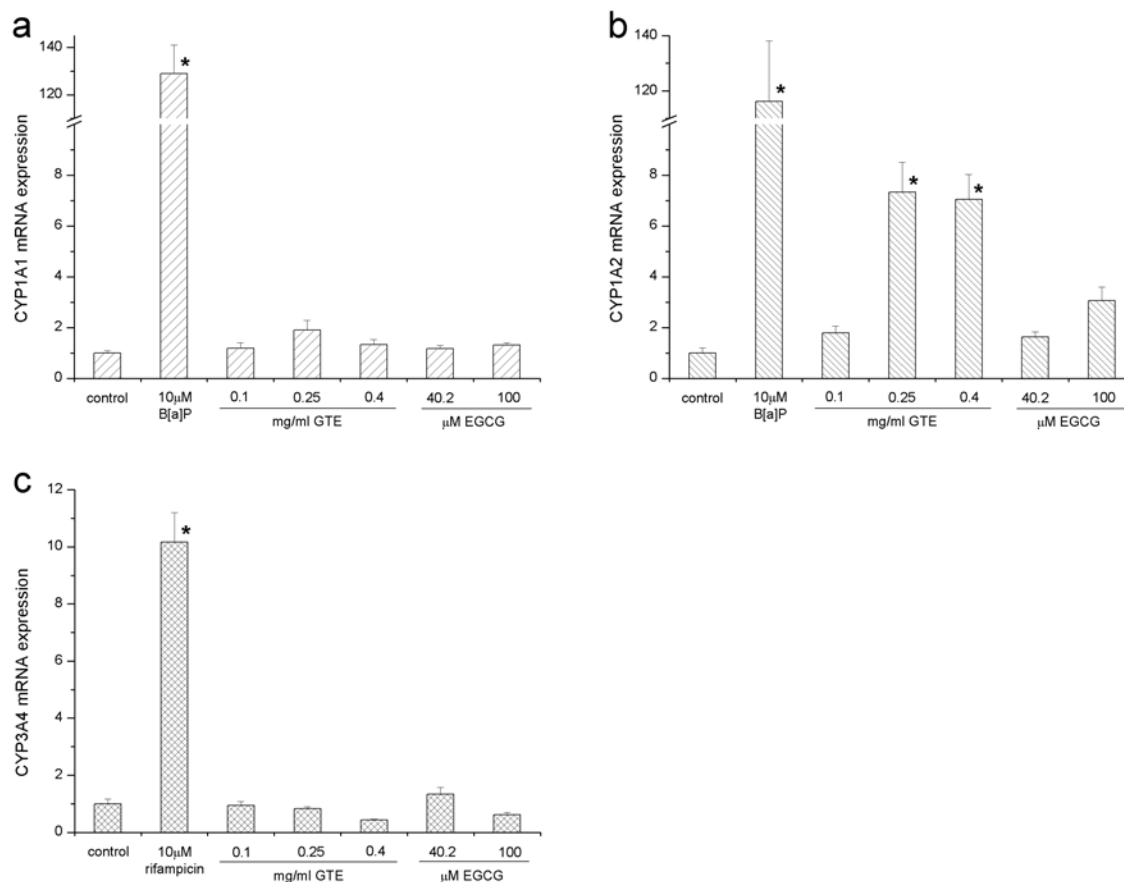 a
CYP1A1 mRNA expression
140
120
8
6
4
2
0
*
control
10μM
B[a]P
0.1 0.25 0.4
mg/ml GTE
40.2 100
μM EGCG
b
CYP1A2 mRNA expression
140
120
8
6
4
2
0
*
*
*
control
10μM
B[a]P
0.1 0.25 0.4
mg/ml GTE
40.2 100
μM EGCG
c
CYP3A4 mRNA expression
12
10
8
6
4
2
0
*
control
10μM
rifampicin
0.1 0.25 0.4
mg/ml GTE
40.2 100
μM EGCG